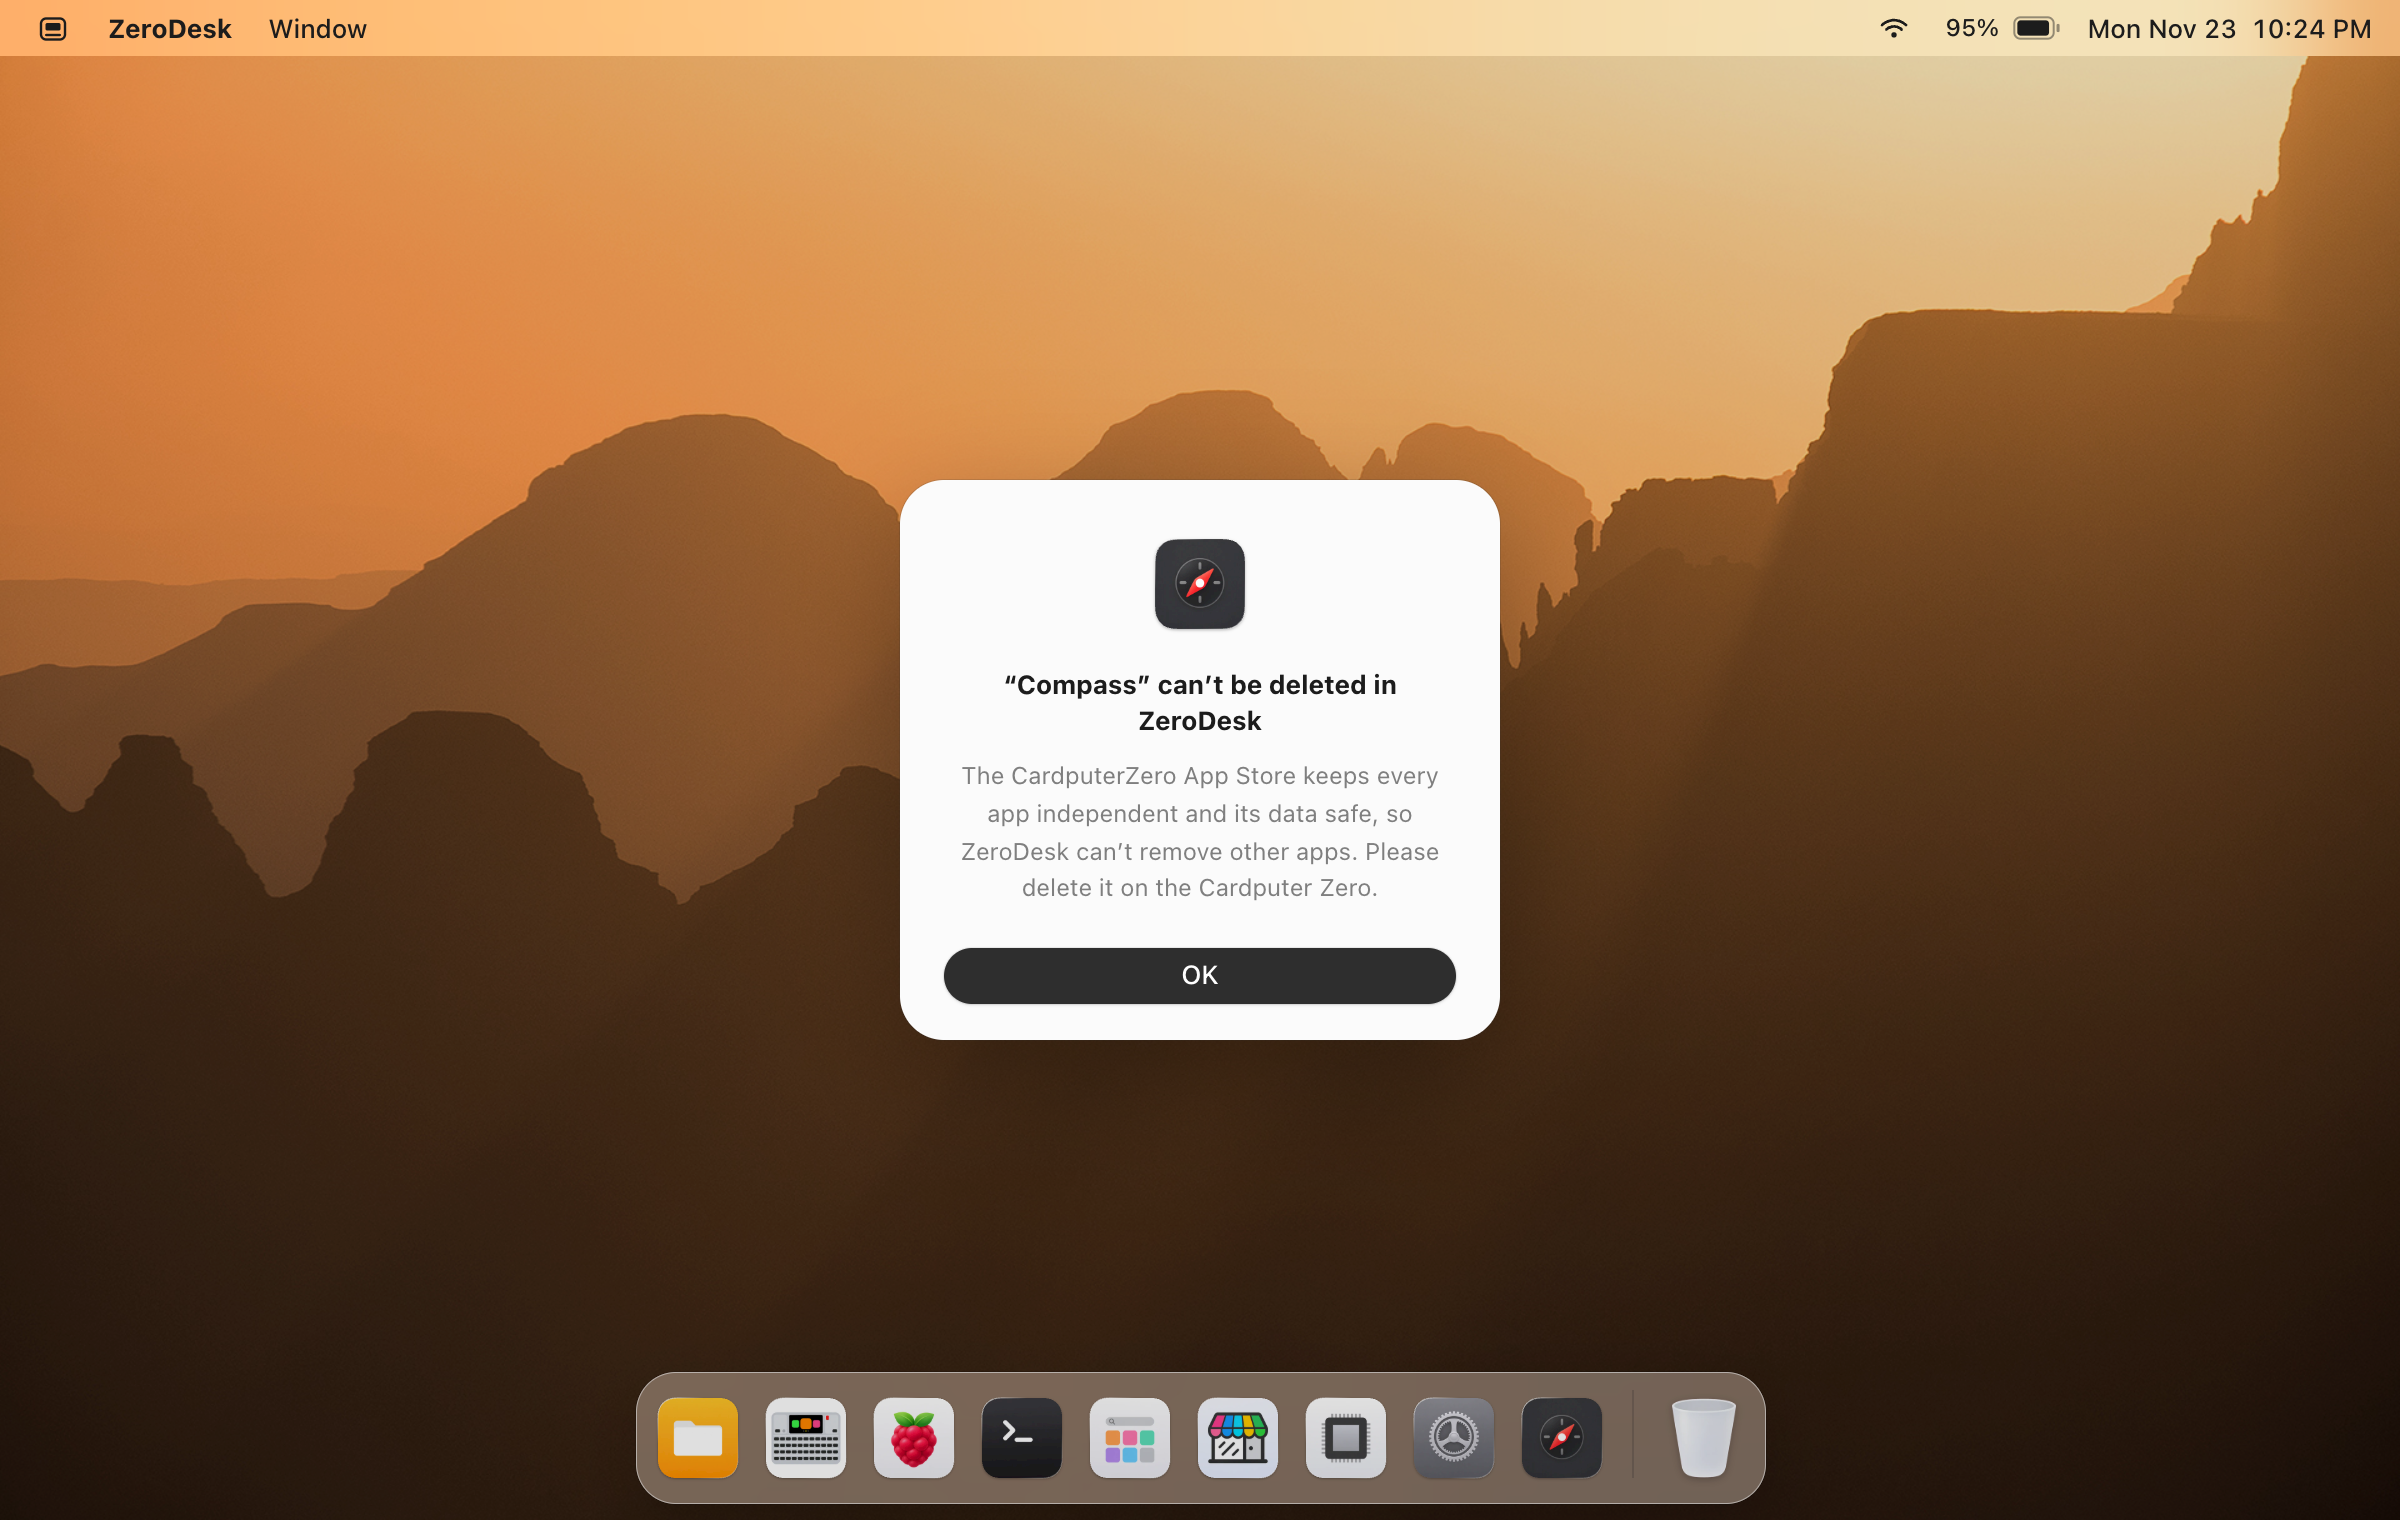 ZeroDesk Window 95% Mon Nov 23 10:24 PM
“Compass” can’t be deleted in
ZeroDesk
The CardputerZero App Store keeps every
app independent and its data safe, so
ZeroDesk can’t remove other apps. Please
delete it on the Cardputer Zero.
OK